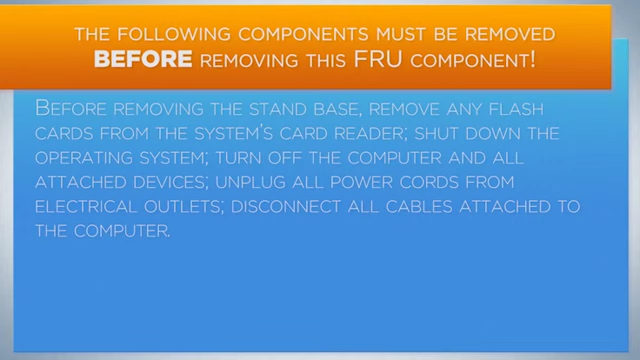 THE FOLLOWING COMPONENTS MUST BE REMOVED
BEFORE REMOVING THIS FRU COMPONENT!
BEFORE REMOVING THE STAND BASE, REMOVE ANY FLASH
CARDS FROM THE SYSTEM'S CARD READER; SHUT DOWN THE
OPERATING SYSTEM; TURN OFF THE COMPUTER AND ALL
ATTACHED DEVICES; UNPLUG ALL POWER CORDS FROM
ELECTRICAL OUTLETS; DISCONNECT ALL CABLES ATTACHED TO
THE COMPUTER.